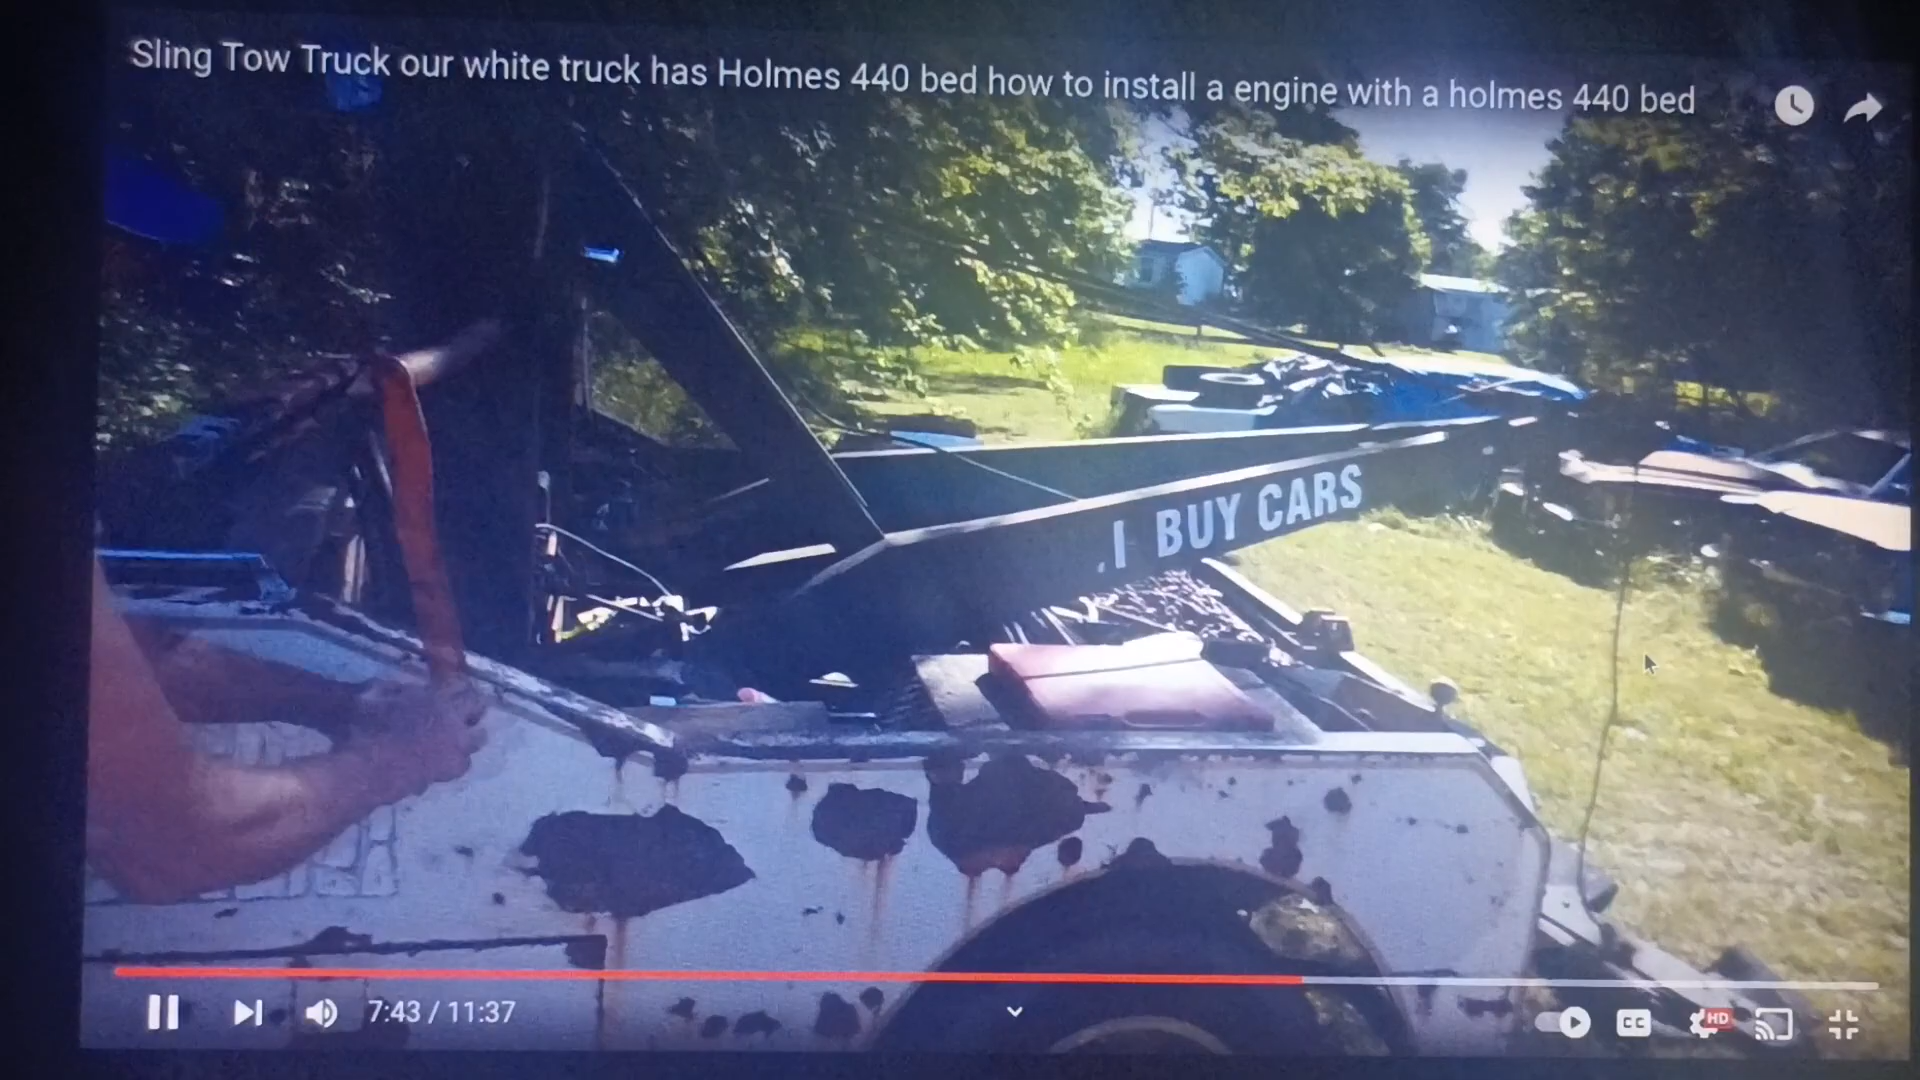 Sling Tow Truck our white truck has Holmes 440 bed how to install a engine with a holmes 440 bed
I BUY CARS
7:43 / 11:37
CC
HD